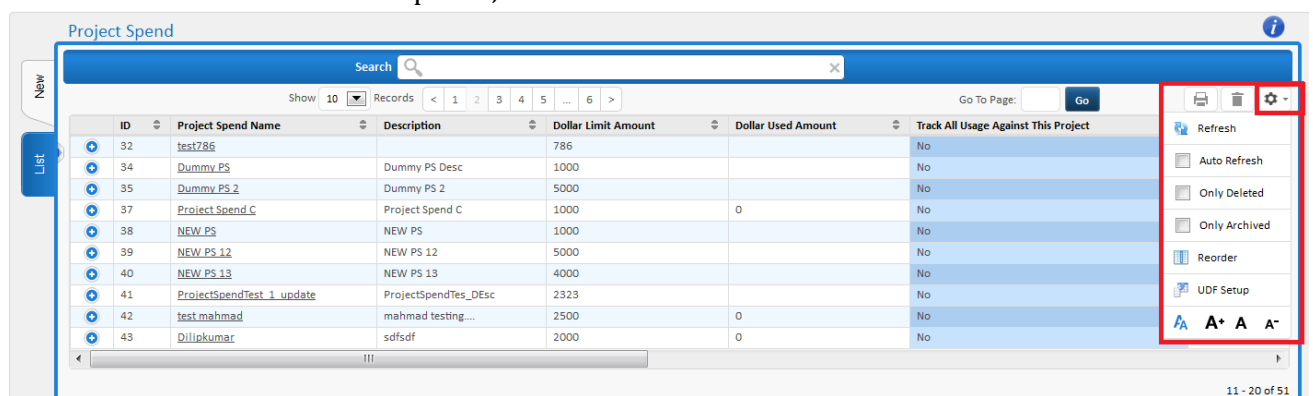 Project Spend
New
List
Search
Show 10 Records < 1 2 3 4 5 ... 6 > Go To Page: Go
ID Project Spend Name Description Dollar Limit Amount Dollar Used Amount Track All Usage Against This Project
32 test786 786 No
34 Dummy PS Dummy PS Desc 1000 No
35 Dummy PS 2 Dummy PS 2 5000 No
37 Project Spend C Project Spend C 1000 0 No
38 NEW PS NEW PS 1000 No
39 NEW PS 12 NEW PS 12 5000 No
40 NEW PS 13 NEW PS 13 4000 No
41 ProjectSpendTest_1_update ProjectSpendTes_DEsc 2323 No
42 test mahmad mahmad testing.... 2500 0 No
43 Dilipkumar sdfsdf 2000 0 No
Refresh
Auto Refresh
Only Deleted
Only Archived
Reorder
UDF Setup
AA A+ A A-
11 - 20 of 51